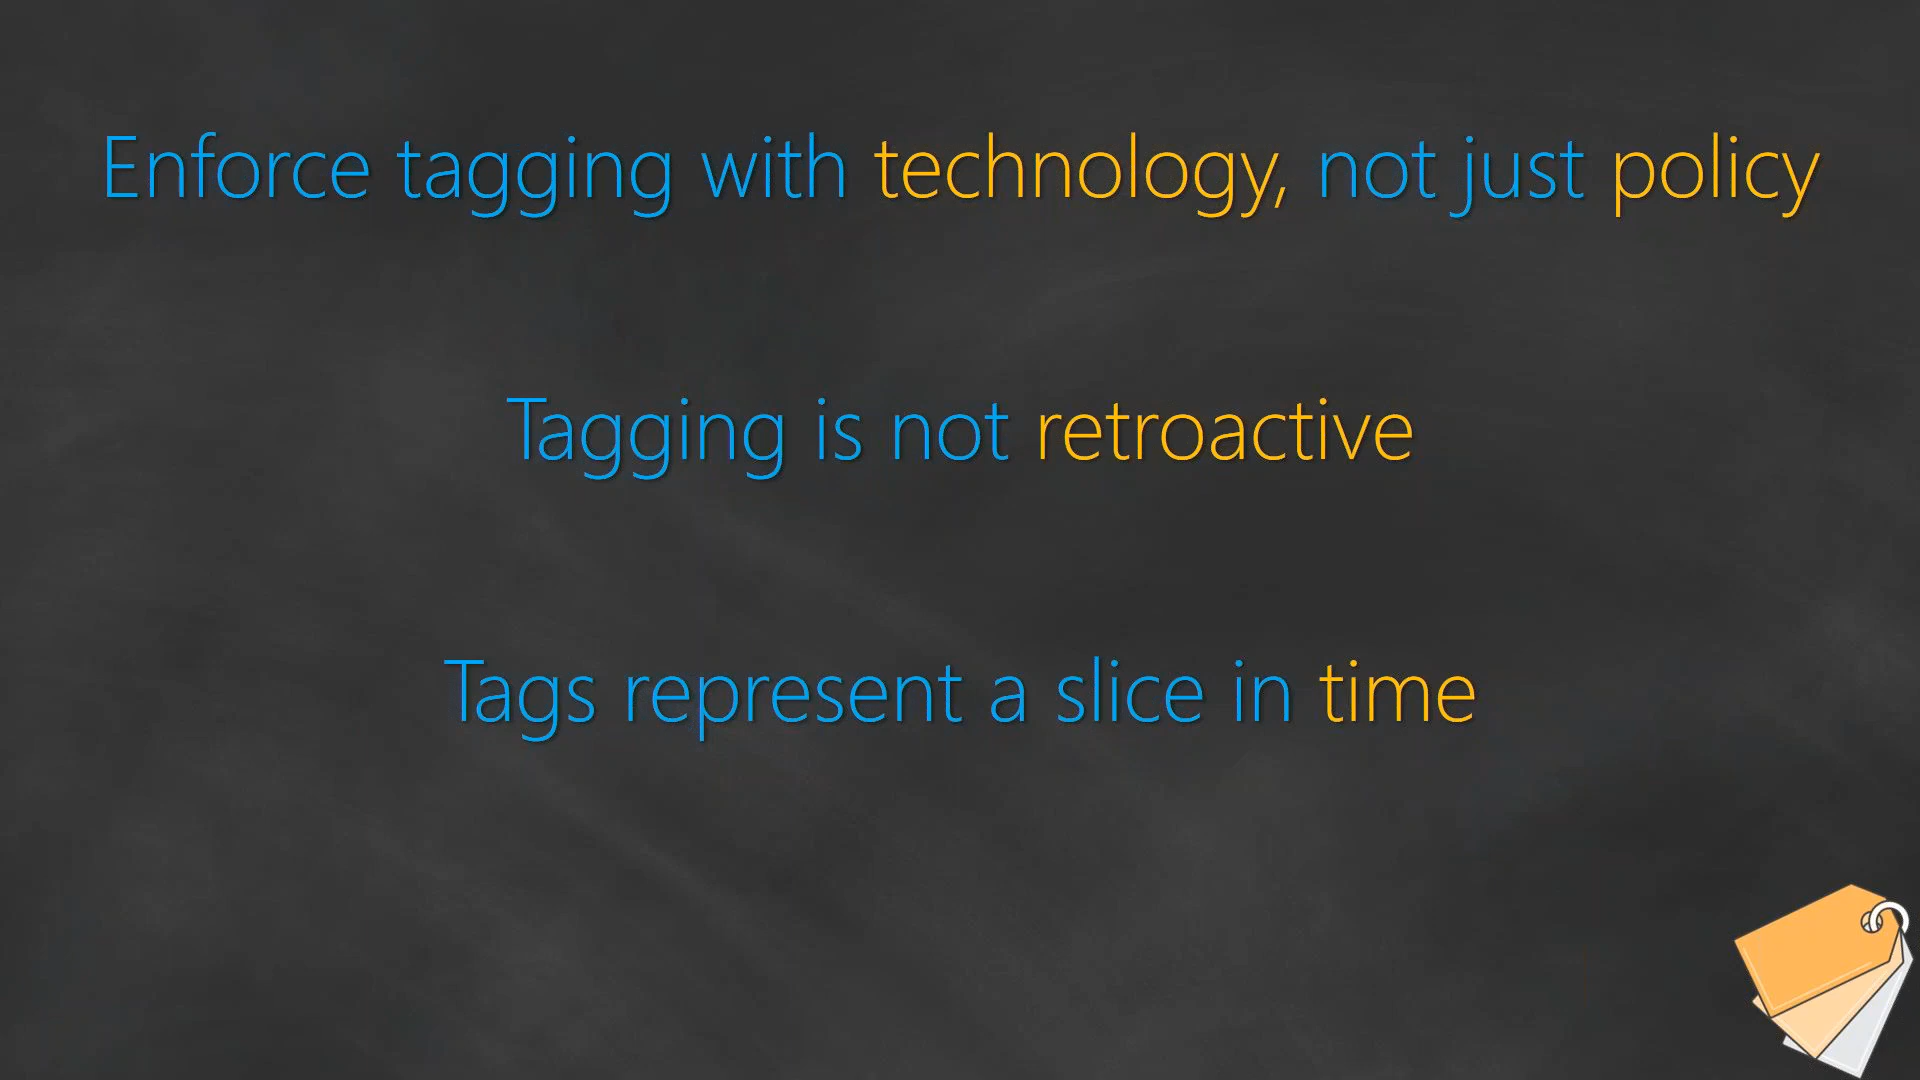 Enforce tagging with technology, not just policy
Tagging is not retroactive
Tags represent a slice in time